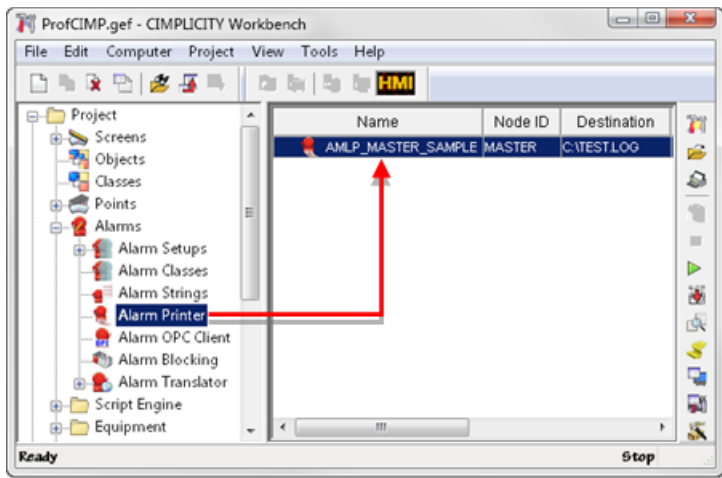 ProfCIMP.gef - CIMPLICITY Workbench
File Edit Computer Project View Tools Help
HMI
Project
Screens
Objects
Classes
Points
Alarms
Alarm Setups
Alarm Classes
Alarm Strings
Alarm Printer
Alarm OPC Client
Alarm Blocking
Alarm Translator
Script Engine
Equipment
Name Node ID Destination
AMLP_MASTER_SAMPLE MASTER C:\TEST.LOG
Ready Stop